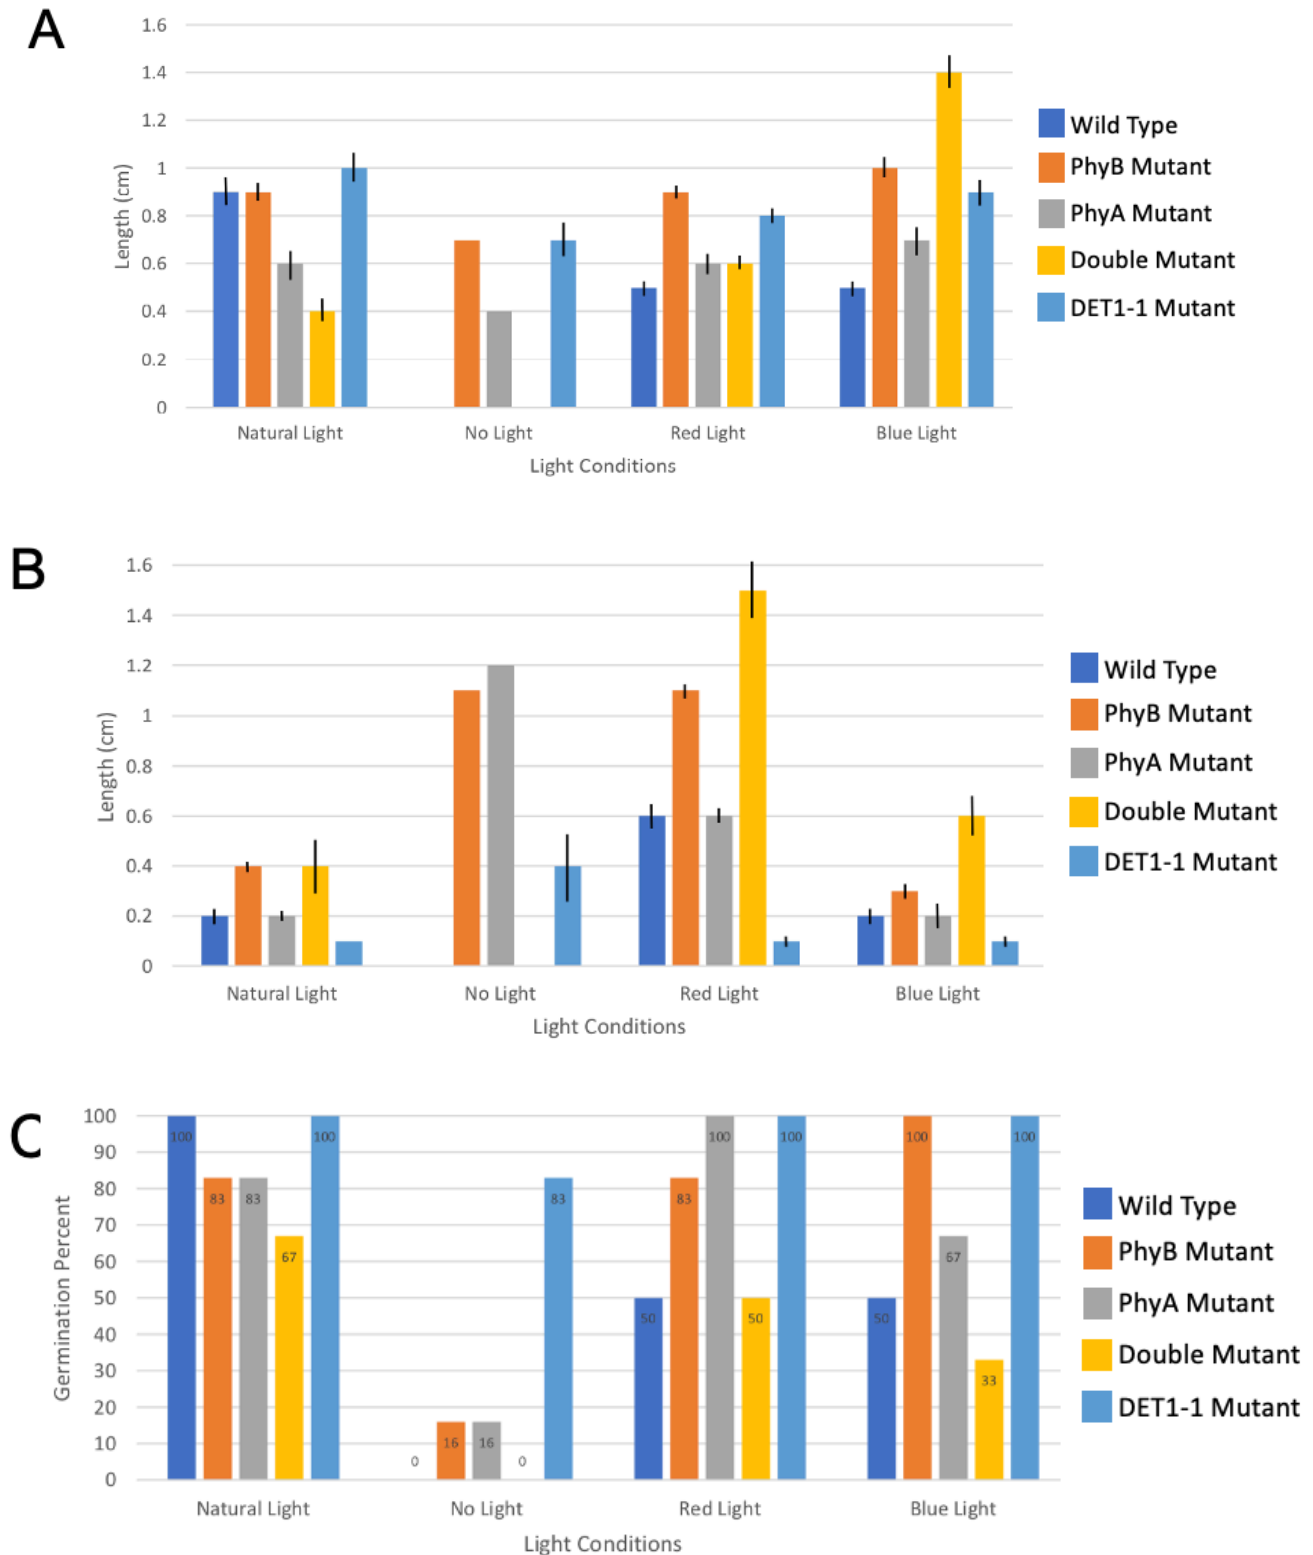 A
1.6
1.4
1.2
1
0.8
0.6
0.4
0.2
0
Length (cm)
Natural Light No Light Red Light Blue Light
Light Conditions
Wild Type
PhyB Mutant
PhyA Mutant
Double Mutant
DET1-1 Mutant
B
1.6
1.4
1.2
1
0.8
0.6
0.4
0.2
0
Length (cm)
Natural Light No Light Red Light Blue Light
Light Conditions
Wild Type
PhyB Mutant
PhyA Mutant
Double Mutant
DET1-1 Mutant
C
100
90
80
70
60
50
40
30
20
10
0
Germination Percent
100 83 83 67 100
0 16 16 0 83
50 83 100 50 100
50 100 67 33 100
Natural Light No Light Red Light Blue Light
Light Conditions
Wild Type
PhyB Mutant
PhyA Mutant
Double Mutant
DET1-1 Mutant